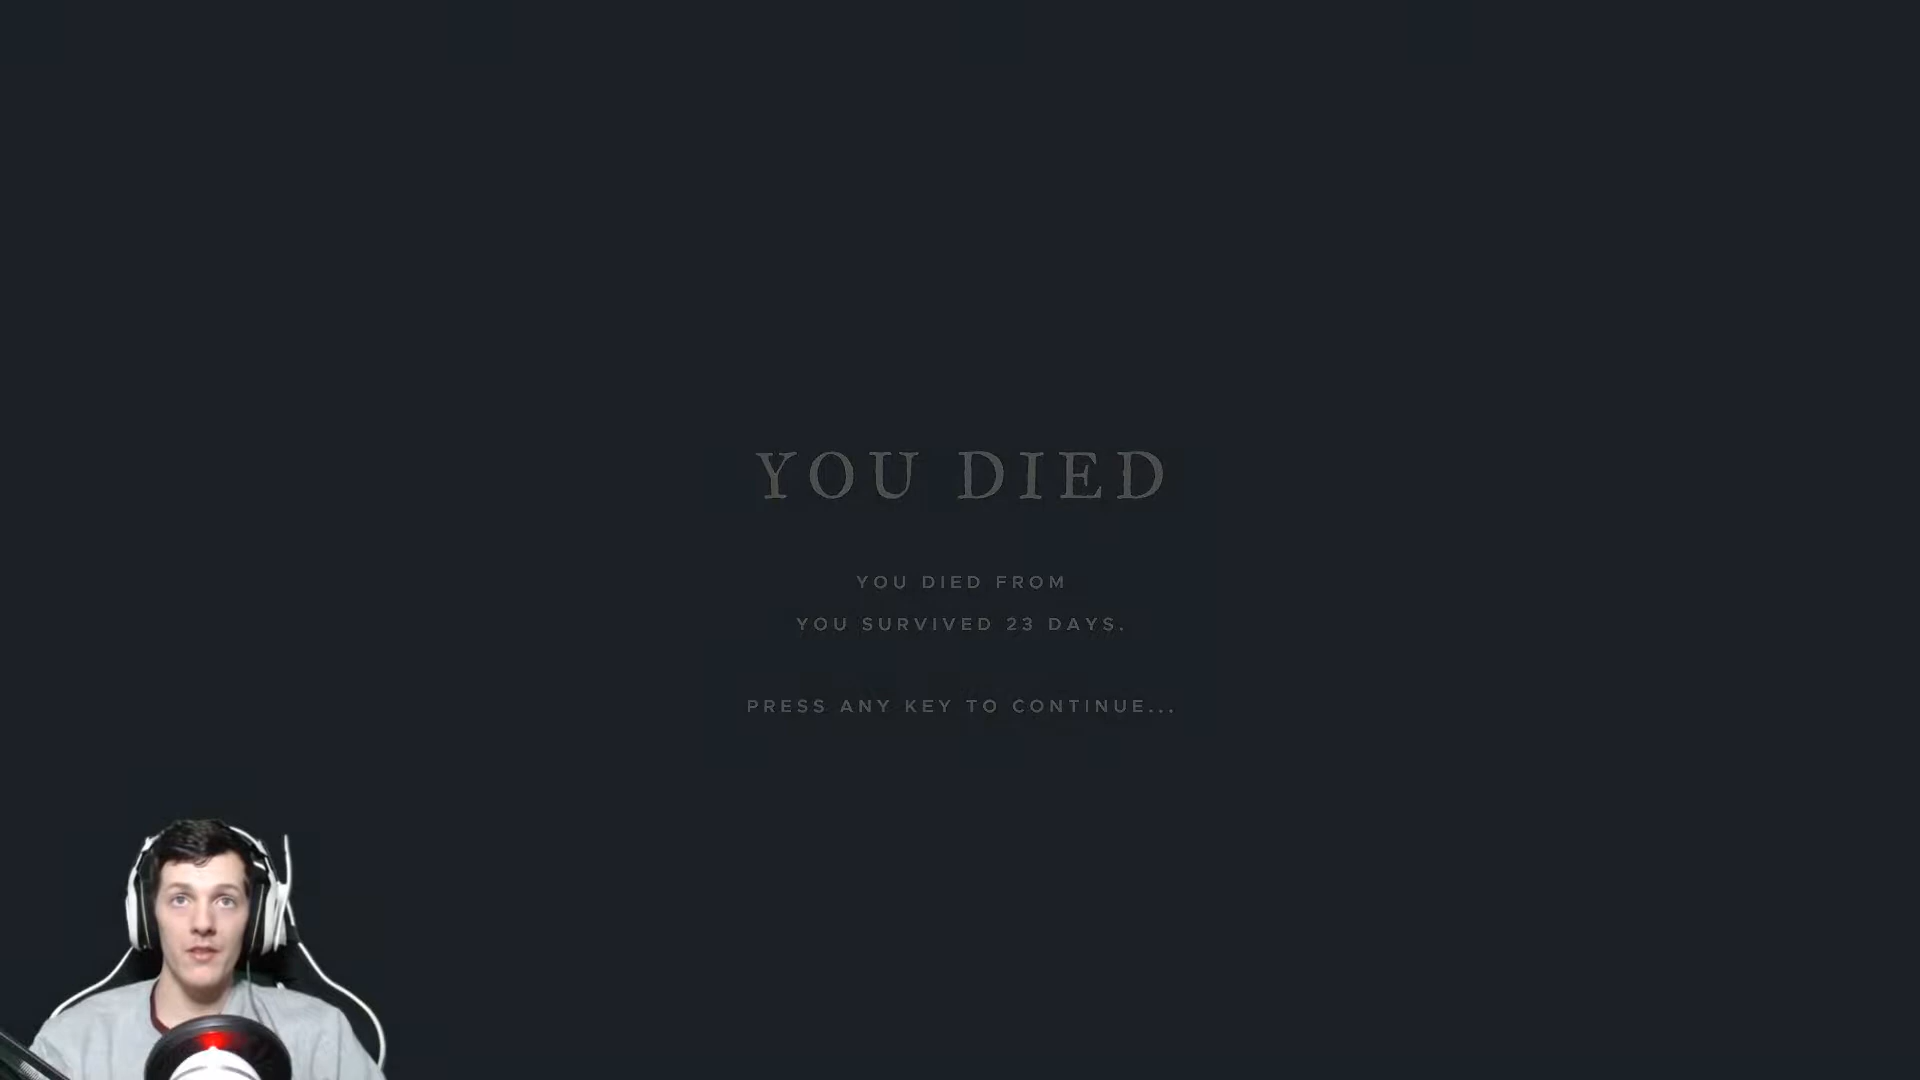 YOU DIED
YOU DIED FROM
YOU SURVIVED 23 DAYS.
PRESS ANY KEY TO CONTINUE...